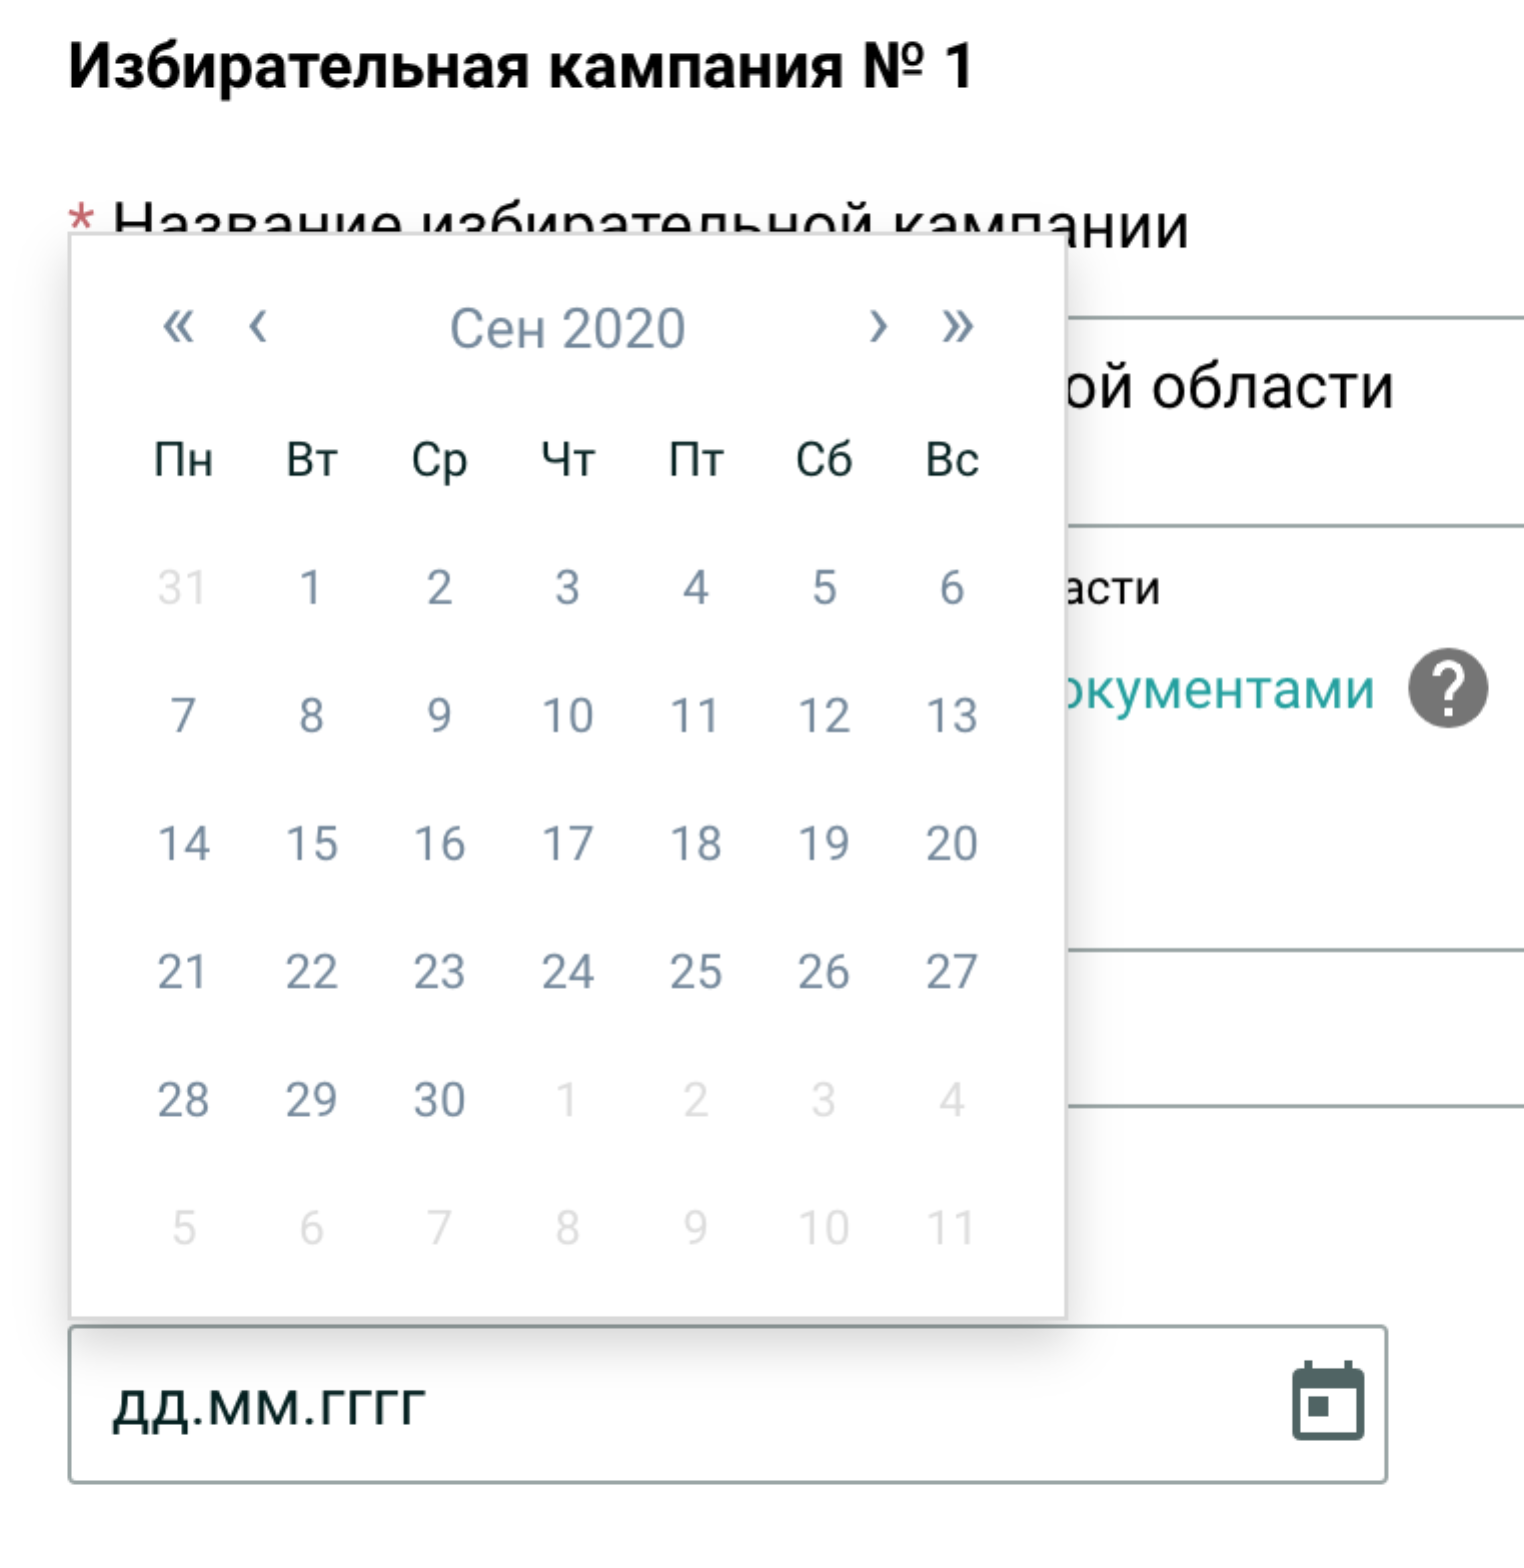 Избирательная кампания № 1
* Название избирательной кампании
« ‹ Сен 2020 › »
ой области
Пн Вт Ср Чт Пт Сб Вс
31 1 2 3 4 5 6
асти
окументами ?
7 8 9 10 11 12 13
14 15 16 17 18 19 20
21 22 23 24 25 26 27
28 29 30 1 2 3 4
5 6 7 8 9 10 11
дд.мм.гггг